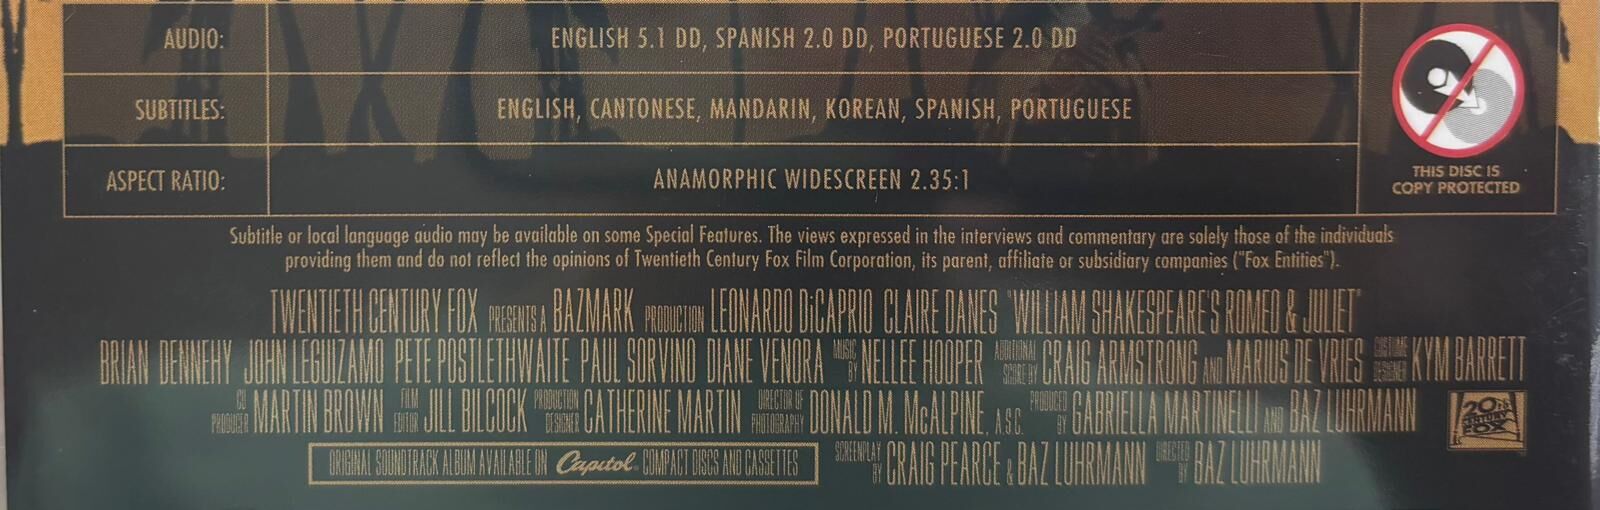 AUDIO: ENGLISH 5.1 DD, SPANISH 2.0 DD, PORTUGUESE 2.0 DD
SUBTITLES: ENGLISH, CANTONESE, MANDARIN, KOREAN, SPANISH, PORTUGUESE
ASPECT RATIO: ANAMORPHIC WIDESCREEN 2.35:1
THIS DISC IS
COPY PROTECTED
Subtitle or local language audio may be available on some Special Features. The views expressed in the interviews and commentary are solely those of the individuals
providing them and do not reflect the opinions of Twentieth Century Fox Film Corporation, its parent, affiliate or subsidiary companies ("Fox Entities").
TWENTIETH CENTURY FOX PRESENTS A BAZMARK PRODUCTION LEONARDO DiCAPRIO CLAIRE DANES "WILLIAM SHAKESPEARE'S ROMEO & JULIET"
BRIAN DENNEHY JOHN LEGUIZAMO PETE POSTLETHWAITE PAUL SORVINO DIANE VENORA MUSIC BY NELLEE HOOPER ADDITIONAL SCORE BY CRAIG ARMSTRONG AND MARIUS DE VRIES COSTUME DESIGNER KYM BARRETT
CO PRODUCER MARTIN BROWN FILM EDITOR JILL BILCOCK PRODUCTION DESIGNER CATHERINE MARTIN DIRECTOR OF PHOTOGRAPHY DONALD M. McALPINE, A.S.C. PRODUCED BY GABRIELLA MARTINELLI AND BAZ LUHRMANN
20th CENTURY FOX
ORIGINAL SOUNDTRACK ALBUM AVAILABLE ON Capitol COMPACT DISCS AND CASSETTES SCREENPLAY BY CRAIG PEARCE & BAZ LUHRMANN DIRECTED BY BAZ LUHRMANN